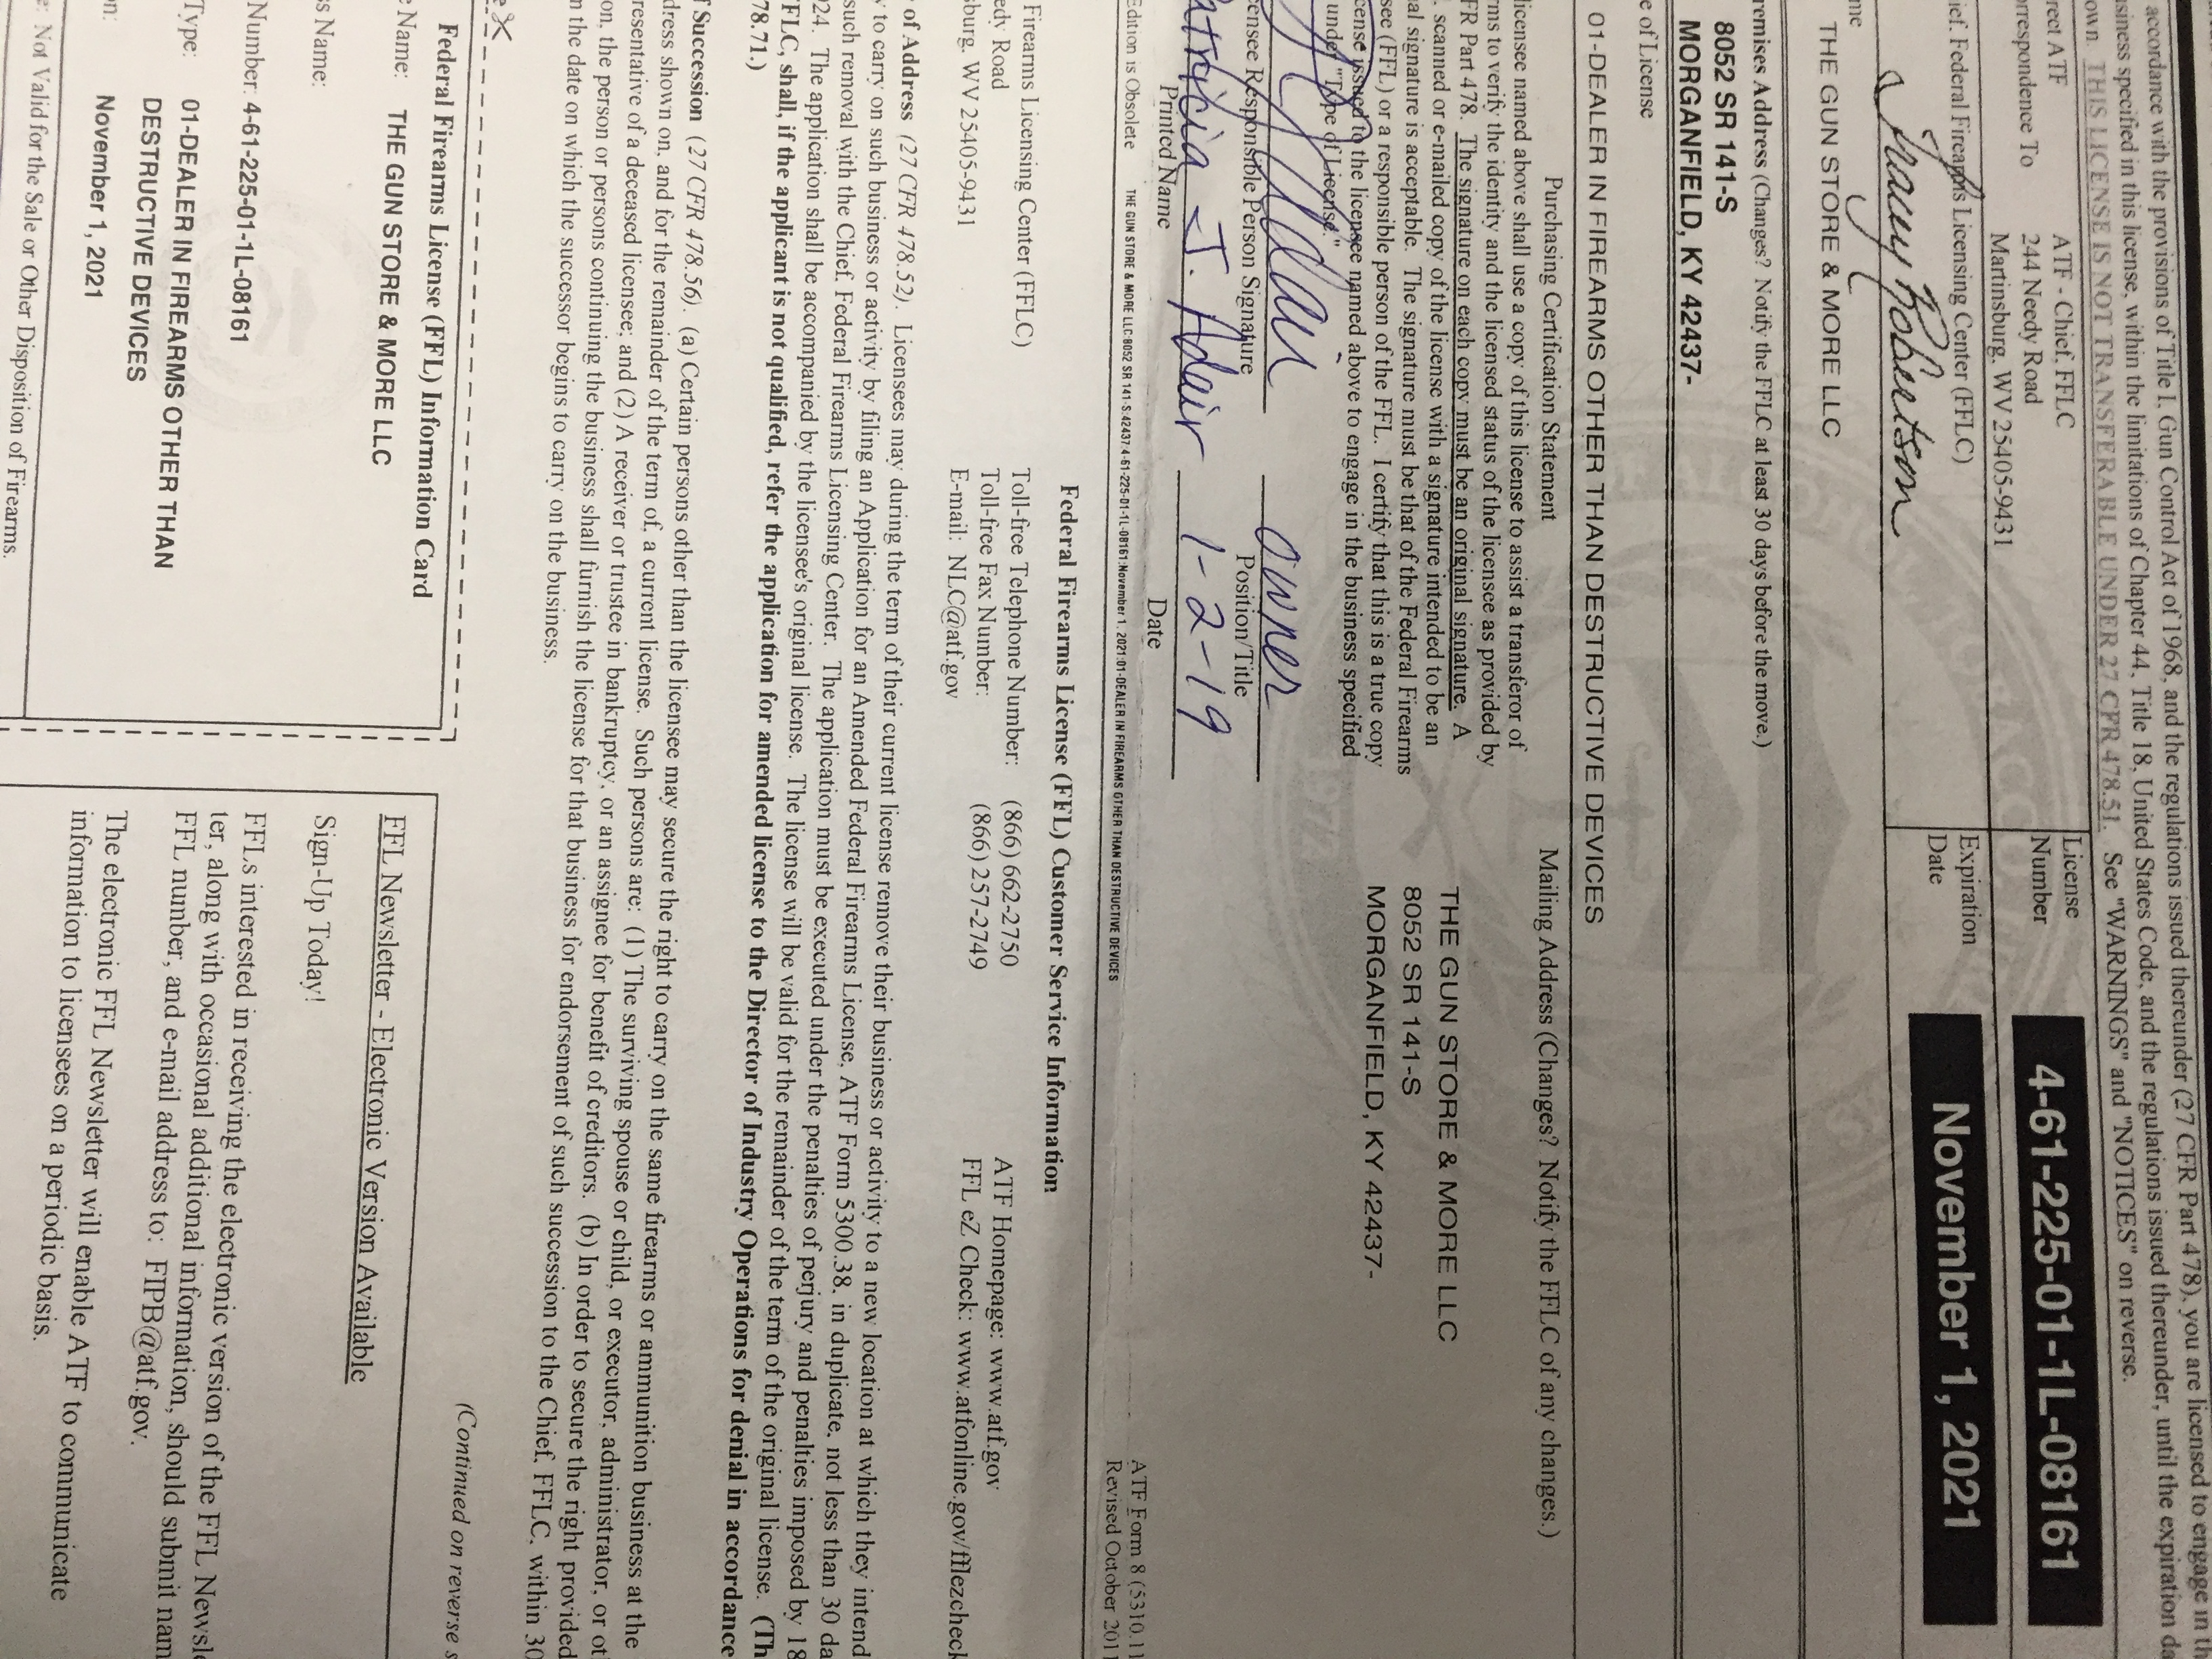 accordance with the provisions of Title I, Gun Control Act of 1968, and the regulations issued thereunder (27 CFR Part 478), you are licensed to engage in th
siness specified in this license, within the limitations of Chapter 44, Title 18, United States Code, and the regulations issued thereunder, until the expiration da
own. THIS LICENSE IS NOT TRANSFERABLE UNDER 27 CFR 478.51. See "WARNINGS" and "NOTICES" on reverse.
rect ATF
orrespondence To
ATF - Chief, FFLC
244 Needy Road
Martinsburg, WV 25405-9431
License
Number
4-61-225-01-1L-08161
ief, Federal Firearms Licensing Center (FFLC)
Tracey Robertson
Expiration
Date
November 1, 2021
me
THE GUN STORE & MORE LLC
remises Address (Changes? Notify the FFLC at least 30 days before the move.)
8052 SR 141-S
MORGANFIELD, KY 42437-
e of License
01-DEALER IN FIREARMS OTHER THAN DESTRUCTIVE DEVICES
Purchasing Certification Statement
licensee named above shall use a copy of this license to assist a transferor of
rms to verify the identity and the licensed status of the licensee as provided by
FR Part 478. The signature on each copy must be an original signature. A
, scanned or e-mailed copy of the license with a signature intended to be an
al signature is acceptable. The signature must be that of the Federal Firearms
see (FFL) or a responsible person of the FFL. I certify that this is a true copy
cense issued to the licensee named above to engage in the business specified
under "Type of License."
Mailing Address (Changes? Notify the FFLC of any changes.)
THE GUN STORE & MORE LLC
8052 SR 141-S
MORGANFIELD, KY 42437-
owner
ensee Responsible Person Signature
Position/Title
atricia J. Adair
1-2-19
Printed Name
Date
Edition is Obsolete
THE GUN STORE & MORE LLC:8052 SR 141-S:42437:4-61-225-01-1L-08161:November 1, 2021:01-DEALER IN FIREARMS OTHER THAN DESTRUCTIVE DEVICES
ATF Form 8 (5310.11
Revised October 201
Federal Firearms License (FFL) Customer Service Information
Firearms Licensing Center (FFLC)
edy Road
sburg, WV 25405-9431
Toll-free Telephone Number: (866) 662-2750
Toll-free Fax Number: (866) 257-2749
E-mail: NLC@atf.gov
ATF Homepage: www.atf.gov
FFL eZ Check: www.atfonline.gov/fflezcheck
of Address (27 CFR 478.52). Licensees may during the term of their current license remove their business or activity to a new location at which they intend
y to carry on such business or activity by filing an Application for an Amended Federal Firearms License, ATF Form 5300.38, in duplicate, not less than 30 da
such removal with the Chief, Federal Firearms Licensing Center. The application must be executed under the penalties of perjury and penalties imposed by 18
924. The application shall be accompanied by the licensee's original license. The license will be valid for the remainder of the term of the original license. (Th
FFLC, shall, if the applicant is not qualified, refer the application for amended license to the Director of Industry Operations for denial in accordance
78.71.)
f Succession (27 CFR 478.56). (a) Certain persons other than the licensee may secure the right to carry on the same firearms or ammunition business at the
dress shown on, and for the remainder of the term of, a current license. Such persons are: (1) The surviving spouse or child, or executor, administrator, or oth
resentative of a deceased licensee; and (2) A receiver or trustee in bankruptcy, or an assignee for benefit of creditors. (b) In order to secure the right provided
on, the person or persons continuing the business shall furnish the license for that business for endorsement of such succession to the Chief, FFLC, within 30
m the date on which the successor begins to carry on the business.
(Continued on reverse s
Federal Firearms License (FFL) Information Card
e Name: THE GUN STORE & MORE LLC
s Name:
Number: 4-61-225-01-1L-08161
Type: 01-DEALER IN FIREARMS OTHER THAN
DESTRUCTIVE DEVICES
on: November 1, 2021
e: Not Valid for the Sale or Other Disposition of Firearms.
FFL Newsletter - Electronic Version Available
Sign-Up Today!
FFLs interested in receiving the electronic version of the FFL Newsle
ter, along with occasional additional information, should submit nam
FFL number, and e-mail address to: FIPB@atf.gov.
The electronic FFL Newsletter will enable ATF to communicate
information to licensees on a periodic basis.